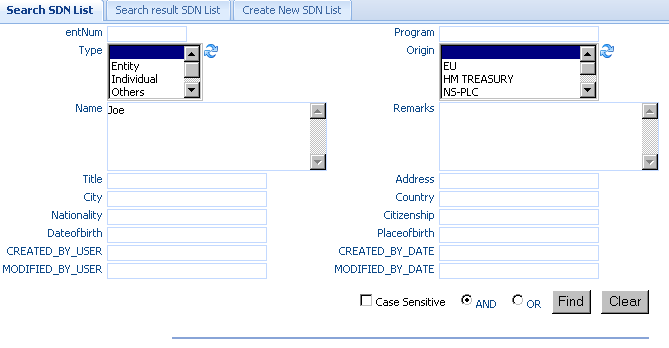 Search SDN List Search result SDN List Create New SDN List
entNum Program
Type Origin
Entity EU
Individual HM TREASURY
Others NS-PLC
Name Joe Remarks
Title Address
City Country
Nationality Citizenship
Dateofbirth Placeofbirth
CREATED_BY_USER CREATED_BY_DATE
MODIFIED_BY_USER MODIFIED_BY_DATE
Case Sensitive AND OR Find Clear